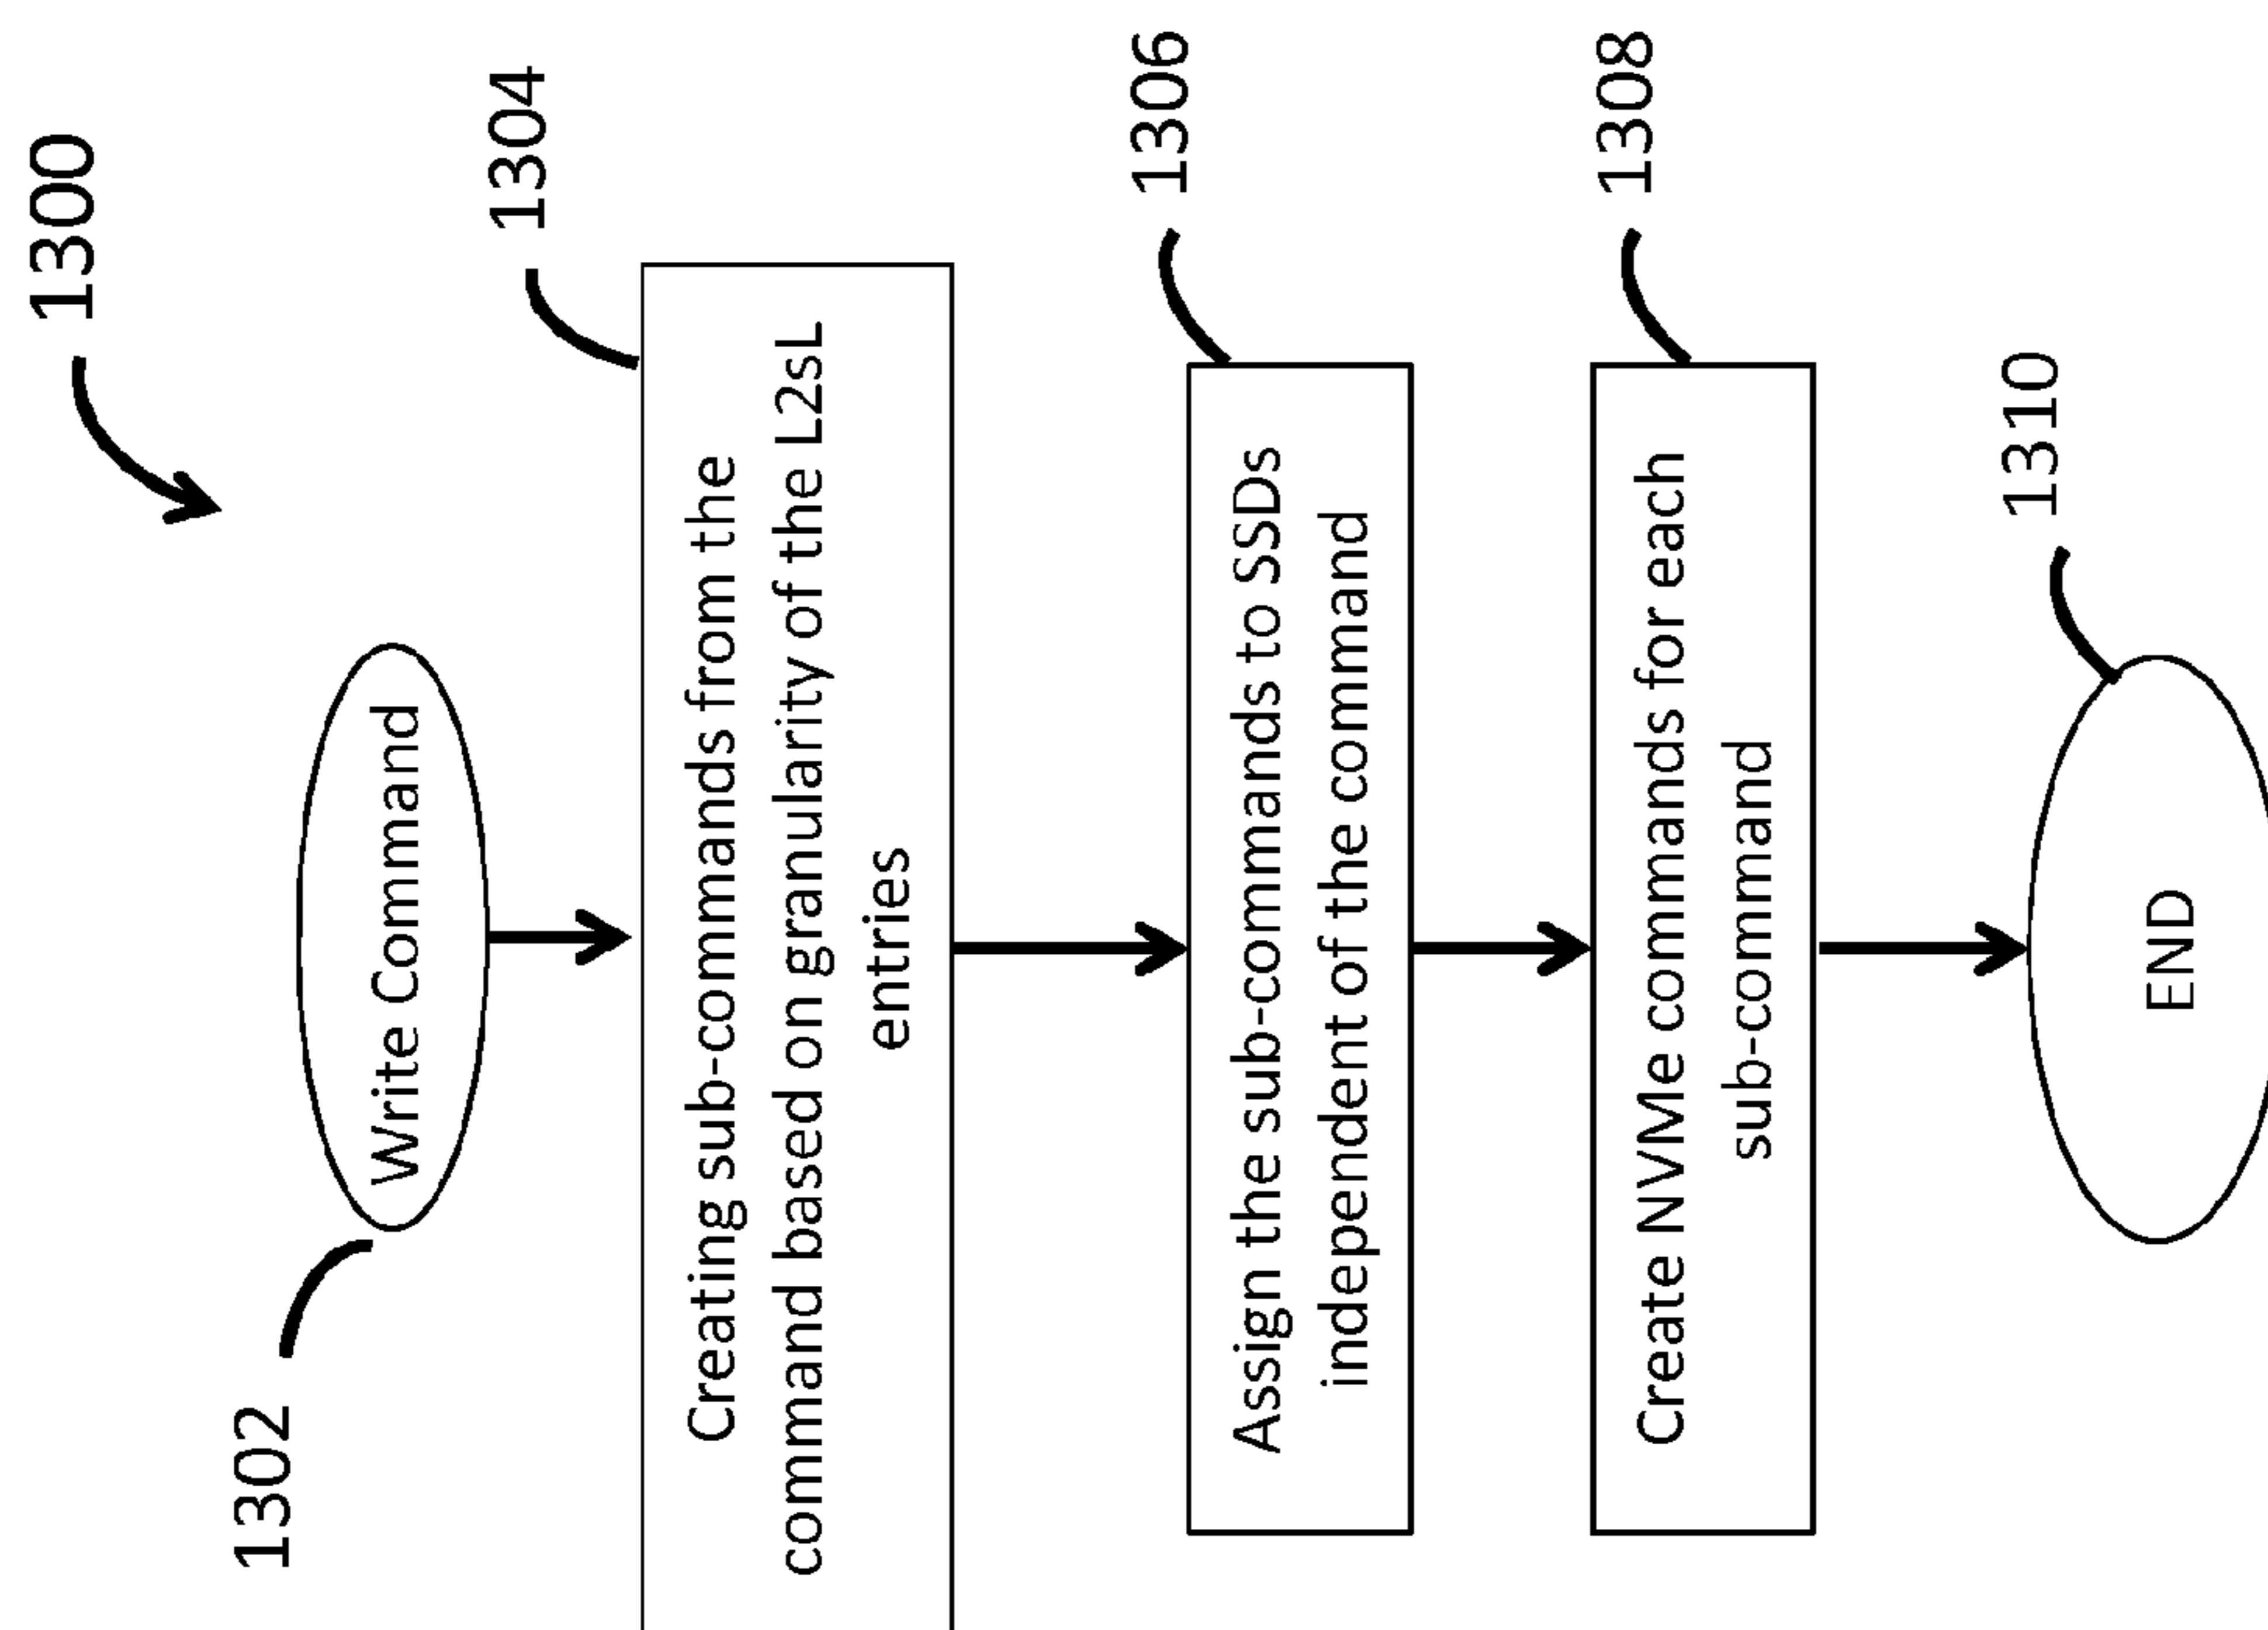 1300
1302
Write Command
1304
Creating sub-commands from the
command based on granularity of the L2sL
entries
1306
Assign the sub-commands to SSDs
independent of the command
1308
Create NVMe commands for each
sub-command
1310
END